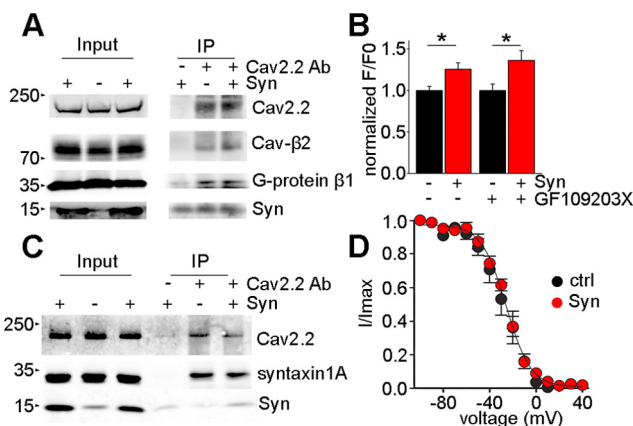 A
Input
IP
- + + Cav2.2 Ab
+ - + - - + Syn
250
Cav2.2
Cav-β2
70
G-protein β1
35
15
Syn
B
normalized F/F0
1.5
1.0
0.5
0.0
* *
- + - + Syn
- - + + GF109203X
C
Input
IP
- + + Cav2.2 Ab
+ - + + - + Syn
250
Cav2.2
35
syntaxin1A
15
Syn
D
I/Imax
1.0
0.8
0.6
0.4
0.2
0.0
ctrl
Syn
-80 -40 0 40
voltage (mV)